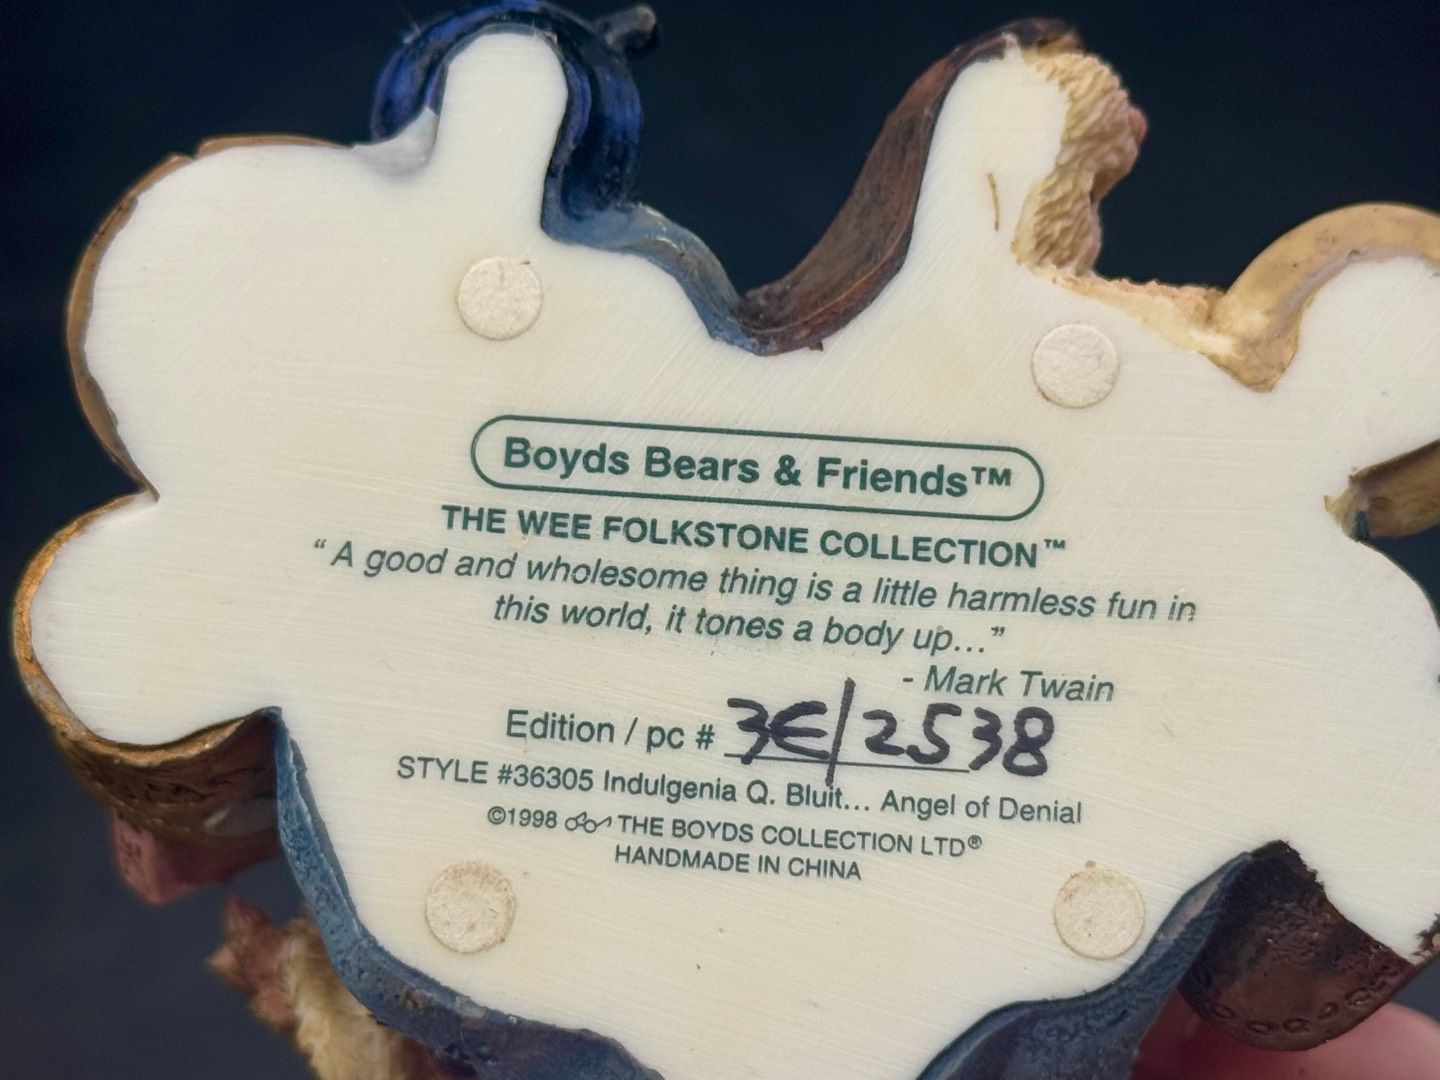 Boyds Bears & Friends™
THE WEE FOLKSTONE COLLECTION™
“A good and wholesome thing is a little harmless fun in
this world, it tones a body up...”
- Mark Twain
Edition / pc # 3E/2538
STYLE #36305 Indulgenia Q. Bluit... Angel of Denial
©1998 THE BOYDS COLLECTION LTD®
HANDMADE IN CHINA